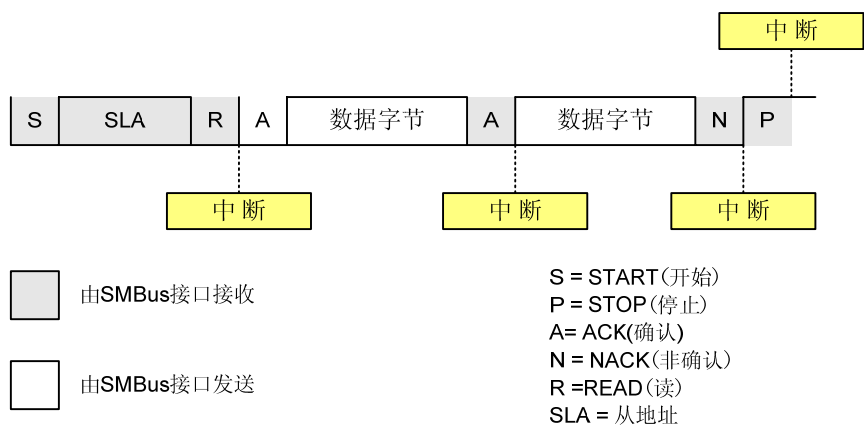 中 断
S SLA R A 数据字节 A 数据字节 N P
中 断 中 断 中 断
由SMBus接口接收
由SMBus接口发送
S = START(开始)
P = STOP(停止)
A= ACK(确认)
N = NACK(非确认)
R =READ(读)
SLA = 从地址